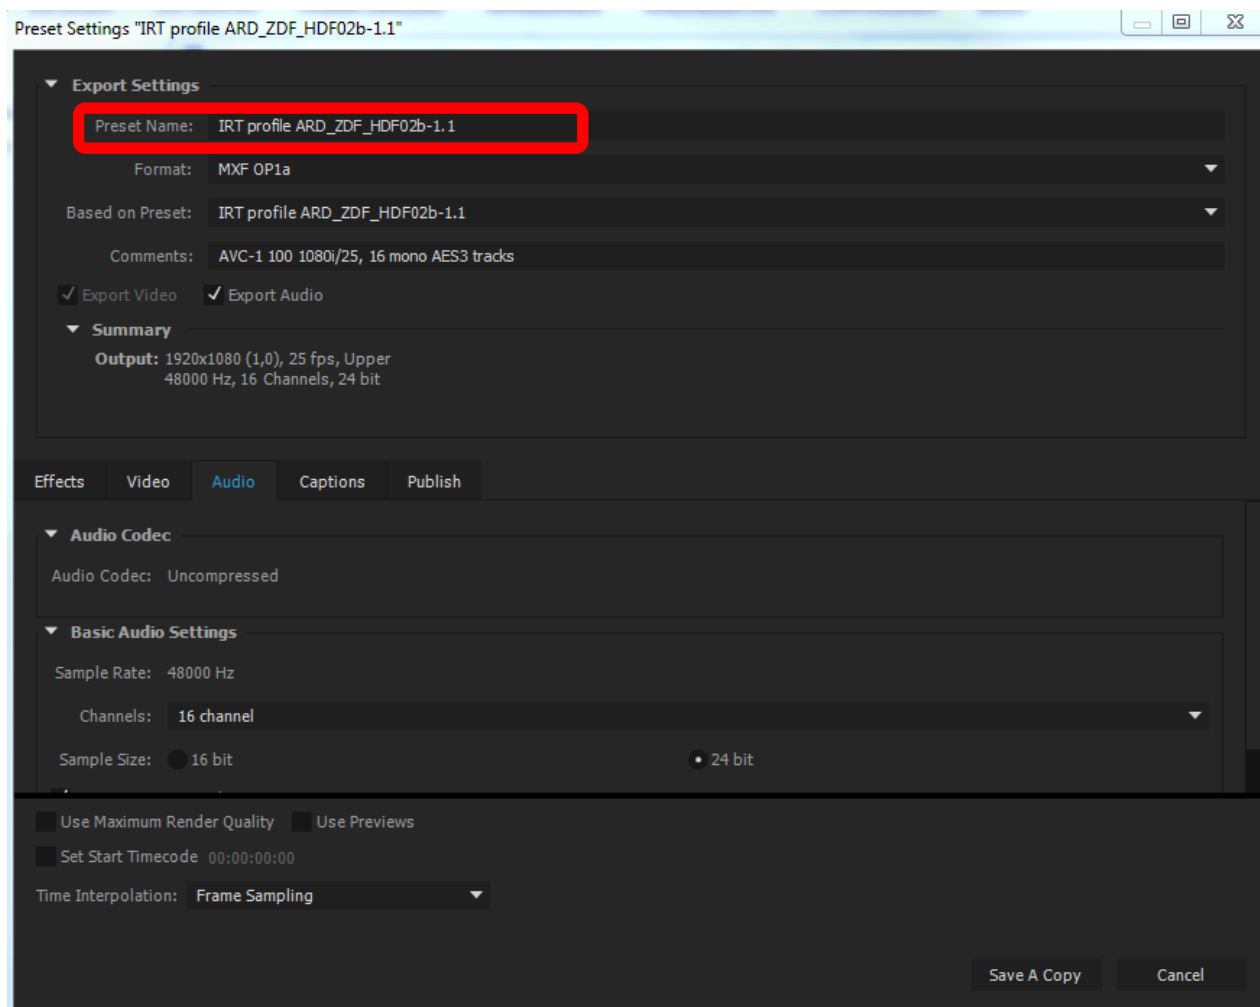 Preset Settings "IRT profile ARD_ZDF_HDF02b-1.1"
Export Settings
Preset Name: IRT profile ARD_ZDF_HDF02b-1.1
Format: MXF OP1a
Based on Preset: IRT profile ARD_ZDF_HDF02b-1.1
Comments: AVC-1 100 1080i/25, 16 mono AES3 tracks
Export Video Export Audio
Summary
Output: 1920x1080 (1,0), 25 fps, Upper
48000 Hz, 16 Channels, 24 bit
Effects Video Audio Captions Publish
Audio Codec
Audio Codec: Uncompressed
Basic Audio Settings
Sample Rate: 48000 Hz
Channels: 16 channel
Sample Size: 16 bit 24 bit
Use Maximum Render Quality Use Previews
Set Start Timecode 00:00:00:00
Time Interpolation: Frame Sampling
Save A Copy Cancel